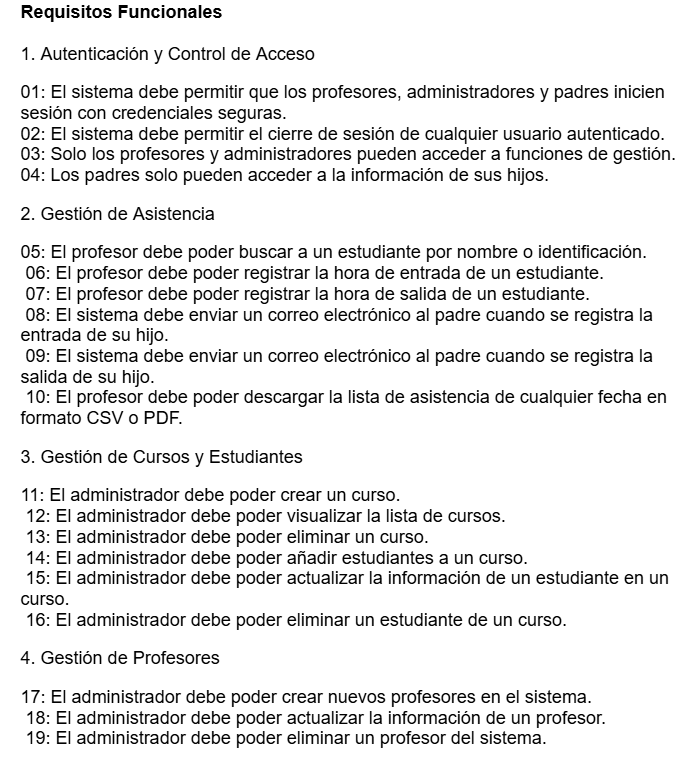 Requisitos Funcionales
1. Autenticación y Control de Acceso
01: El sistema debe permitir que los profesores, administradores y padres inicien
sesión con credenciales seguras.
02: El sistema debe permitir el cierre de sesión de cualquier usuario autenticado.
03: Solo los profesores y administradores pueden acceder a funciones de gestión.
04: Los padres solo pueden acceder a la información de sus hijos.
2. Gestión de Asistencia
05: El profesor debe poder buscar a un estudiante por nombre o identificación.
06: El profesor debe poder registrar la hora de entrada de un estudiante.
07: El profesor debe poder registrar la hora de salida de un estudiante.
08: El sistema debe enviar un correo electrónico al padre cuando se registra la
entrada de su hijo.
09: El sistema debe enviar un correo electrónico al padre cuando se registra la
salida de su hijo.
10: El profesor debe poder descargar la lista de asistencia de cualquier fecha en
formato CSV o PDF.
3. Gestión de Cursos y Estudiantes
11: El administrador debe poder crear un curso.
12: El administrador debe poder visualizar la lista de cursos.
13: El administrador debe poder eliminar un curso.
14: El administrador debe poder añadir estudiantes a un curso.
15: El administrador debe poder actualizar la información de un estudiante en un
curso.
16: El administrador debe poder eliminar un estudiante de un curso.
4. Gestión de Profesores
17: El administrador debe poder crear nuevos profesores en el sistema.
18: El administrador debe poder actualizar la información de un profesor.
19: El administrador debe poder eliminar un profesor del sistema.